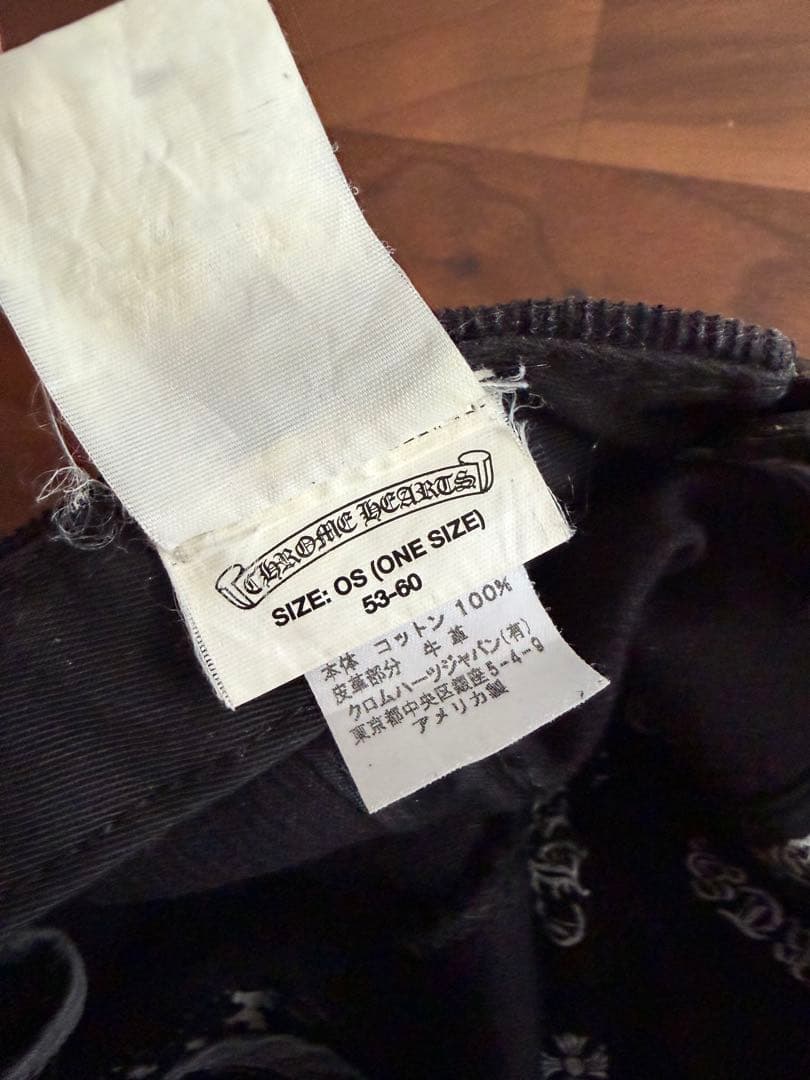 CHROME HEARTS
SIZE: OS (ONE SIZE)
53-60
本体 コットン 100%
皮革部分 牛革
クロムハーツジャパン(有)
東京都中央区銀座5-4-9
アメリカ製